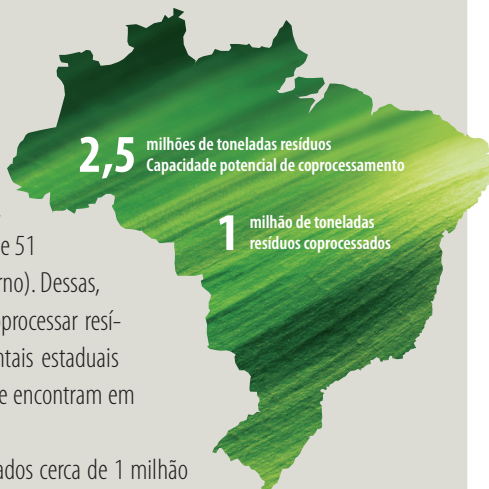 2,5 milhões de toneladas resíduos
Capacidade potencial de coprocessamento
1 milhão de toneladas
resíduos coprocessados
e 51
rno). Dessas,
processar resí-
ntais estaduais
e encontram em
ados cerca de 1 milhão